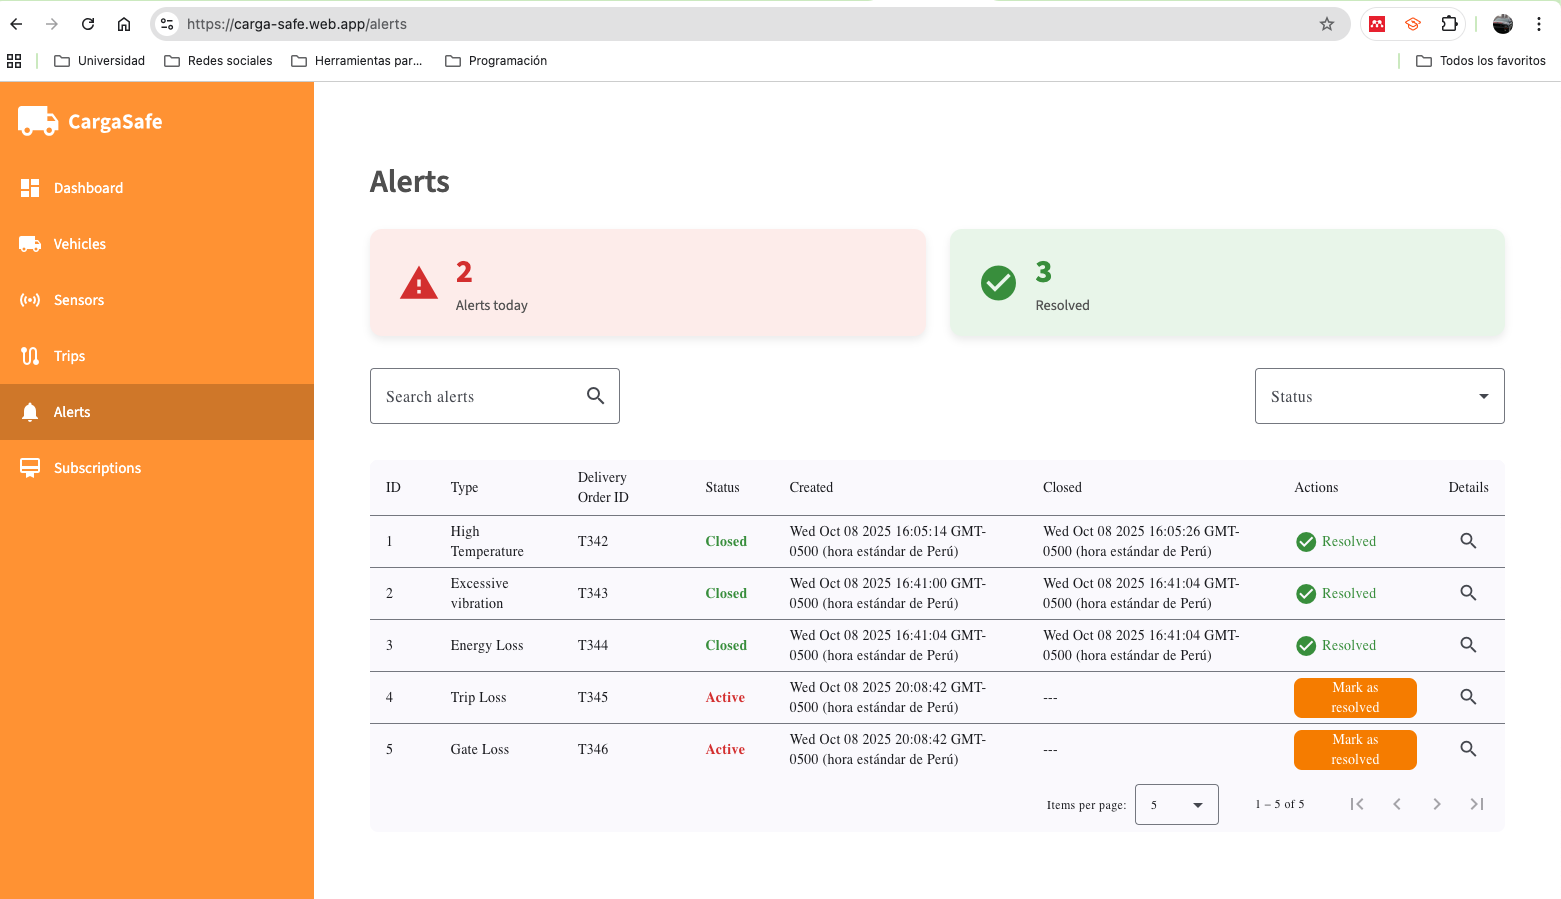 https://carga-safe.web.app/alerts
Universidad
Redes sociales
Herramientas par...
Programación
Todos los favoritos
CargaSafe
Dashboard
Vehicles
Sensors
Trips
Alerts
Subscriptions
Alerts
2
Alerts today
3
Resolved
Search alerts
Status
ID Type Delivery Order ID Status Created Closed Actions Details
1 High Temperature T342 Closed Wed Oct 08 2025 16:05:14 GMT-0500 (hora estándar de Perú) Wed Oct 08 2025 16:05:26 GMT-0500 (hora estándar de Perú) Resolved
2 Excessive vibration T343 Closed Wed Oct 08 2025 16:41:00 GMT-0500 (hora estándar de Perú) Wed Oct 08 2025 16:41:04 GMT-0500 (hora estándar de Perú) Resolved
3 Energy Loss T344 Closed Wed Oct 08 2025 16:41:04 GMT-0500 (hora estándar de Perú) Wed Oct 08 2025 16:41:04 GMT-0500 (hora estándar de Perú) Resolved
4 Trip Loss T345 Active Wed Oct 08 2025 20:08:42 GMT-0500 (hora estándar de Perú) --- Mark as resolved
5 Gate Loss T346 Active Wed Oct 08 2025 20:08:42 GMT-0500 (hora estándar de Perú) --- Mark as resolved
Items per page: 5 1 – 5 of 5